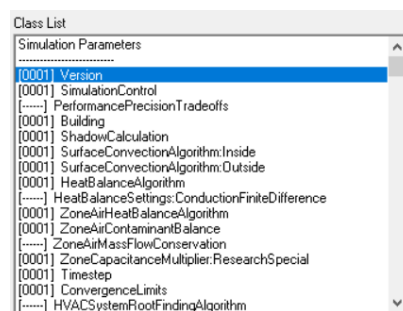 Class List
Simulation Parameters
-------------------------
[0001] Version
[0001] SimulationControl
[------] PerformancePrecisionTradeoffs
[0001] Building
[0001] ShadowCalculation
[0001] SurfaceConvectionAlgorithm:Inside
[0001] SurfaceConvectionAlgorithm:Outside
[0001] HeatBalanceAlgorithm
[------] HeatBalanceSettings:ConductionFiniteDifference
[0001] ZoneAirHeatBalanceAlgorithm
[0001] ZoneAirContaminantBalance
[------] ZoneAirMassFlowConservation
[0001] ZoneCapacitanceMultiplier:ResearchSpecial
[0001] Timestep
[0001] ConvergenceLimits
[------] HVACSystemRootFindingAlgorithm